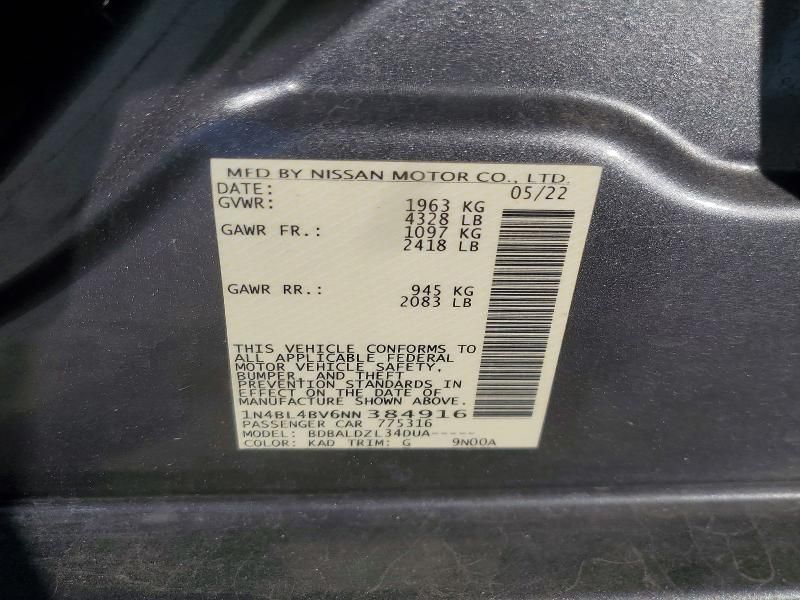 MFD BY NISSAN MOTOR CO., LTD.
DATE: 05/22
GVWR: 1963 KG
4328 LB
GAWR FR.: 1097 KG
2418 LB
GAWR RR.: 945 KG
2083 LB
THIS VEHICLE CONFORMS TO
ALL APPLICABLE FEDERAL
MOTOR VEHICLE SAFETY,
BUMPER, AND THEFT
PREVENTION STANDARDS IN
EFFECT ON THE DATE OF
MANUFACTURE SHOWN ABOVE.
1N4BL4BV6NN384916
PASSENGER CAR 775316
MODEL: BDBALDZL34DUA-----
COLOR: KAD TRIM: G 9N00A